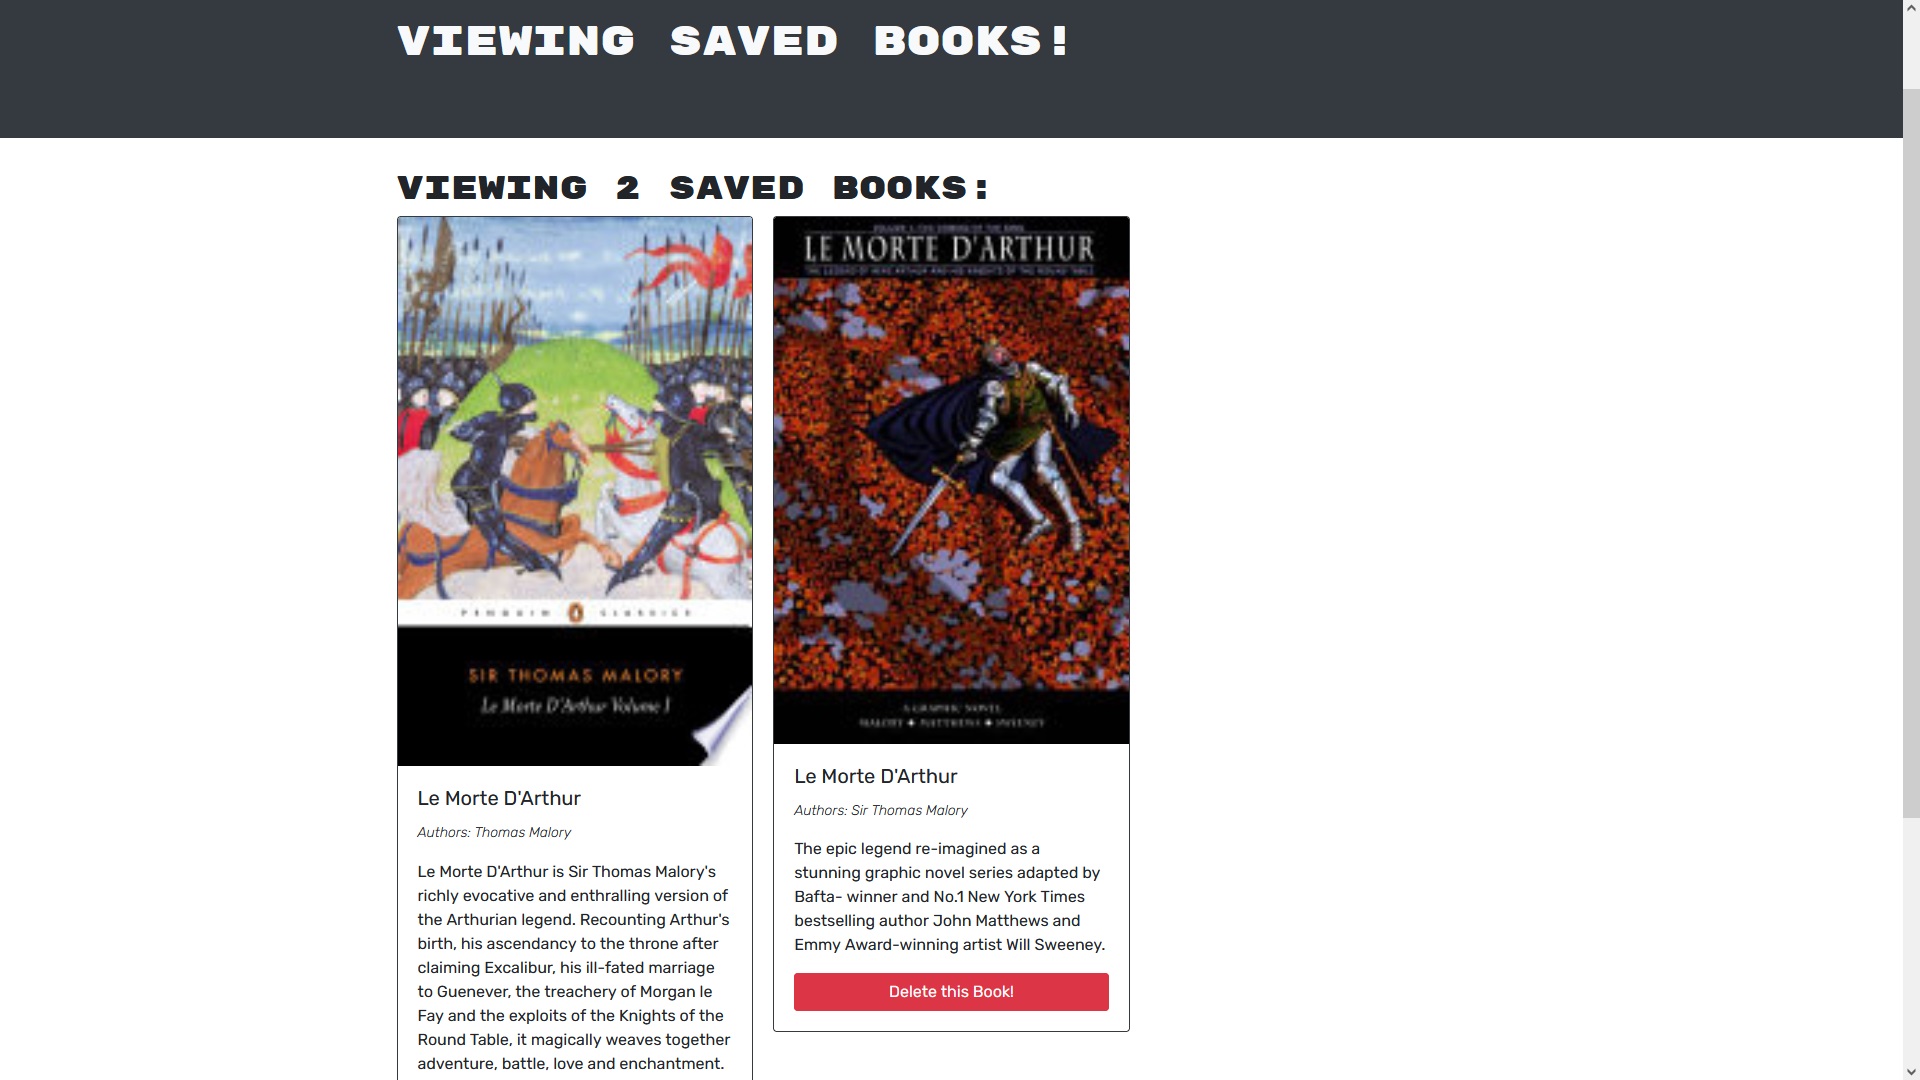 VIEWING SAVED BOOKS!
VIEWING 2 SAVED BOOKS:
PENGUIN CLASSICS
SIR THOMAS MALORY
Le Morte D'Arthur Volume I
Le Morte D'Arthur
Authors: Thomas Malory
Le Morte D'Arthur is Sir Thomas Malory's
richly evocative and enthralling version of
the Arthurian legend. Recounting Arthur's
birth, his ascendancy to the throne after
claiming Excalibur, his ill-fated marriage
to Guenever, the treachery of Morgan le
Fay and the exploits of the Knights of the
Round Table, it magically weaves together
adventure, battle, love and enchantment.
LE MORTE D'ARTHUR
THE LEGEND OF KING ARTHUR AND HIS KNIGHTS OF THE ROUND TABLE
A GRAPHIC NOVEL
MALORY ✦ MATTHEWS ✦ SWEENEY
Le Morte D'Arthur
Authors: Sir Thomas Malory
The epic legend re-imagined as a
stunning graphic novel series adapted by
Bafta- winner and No.1 New York Times
bestselling author John Matthews and
Emmy Award-winning artist Will Sweeney.
Delete this Book!